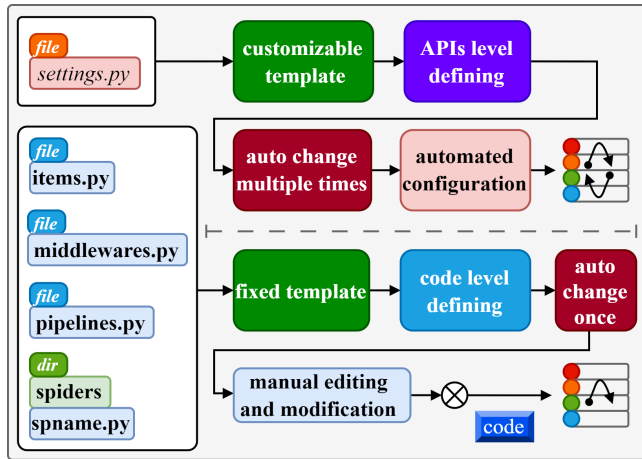 file
settings.py
customizable
template
APIs level
defining
auto change
multiple times
automated
configuration
file
items.py
file
middlewares.py
file
pipelines.py
dir
spiders
spname.py
fixed template
code level
defining
auto
change
once
manual editing
and modification
code